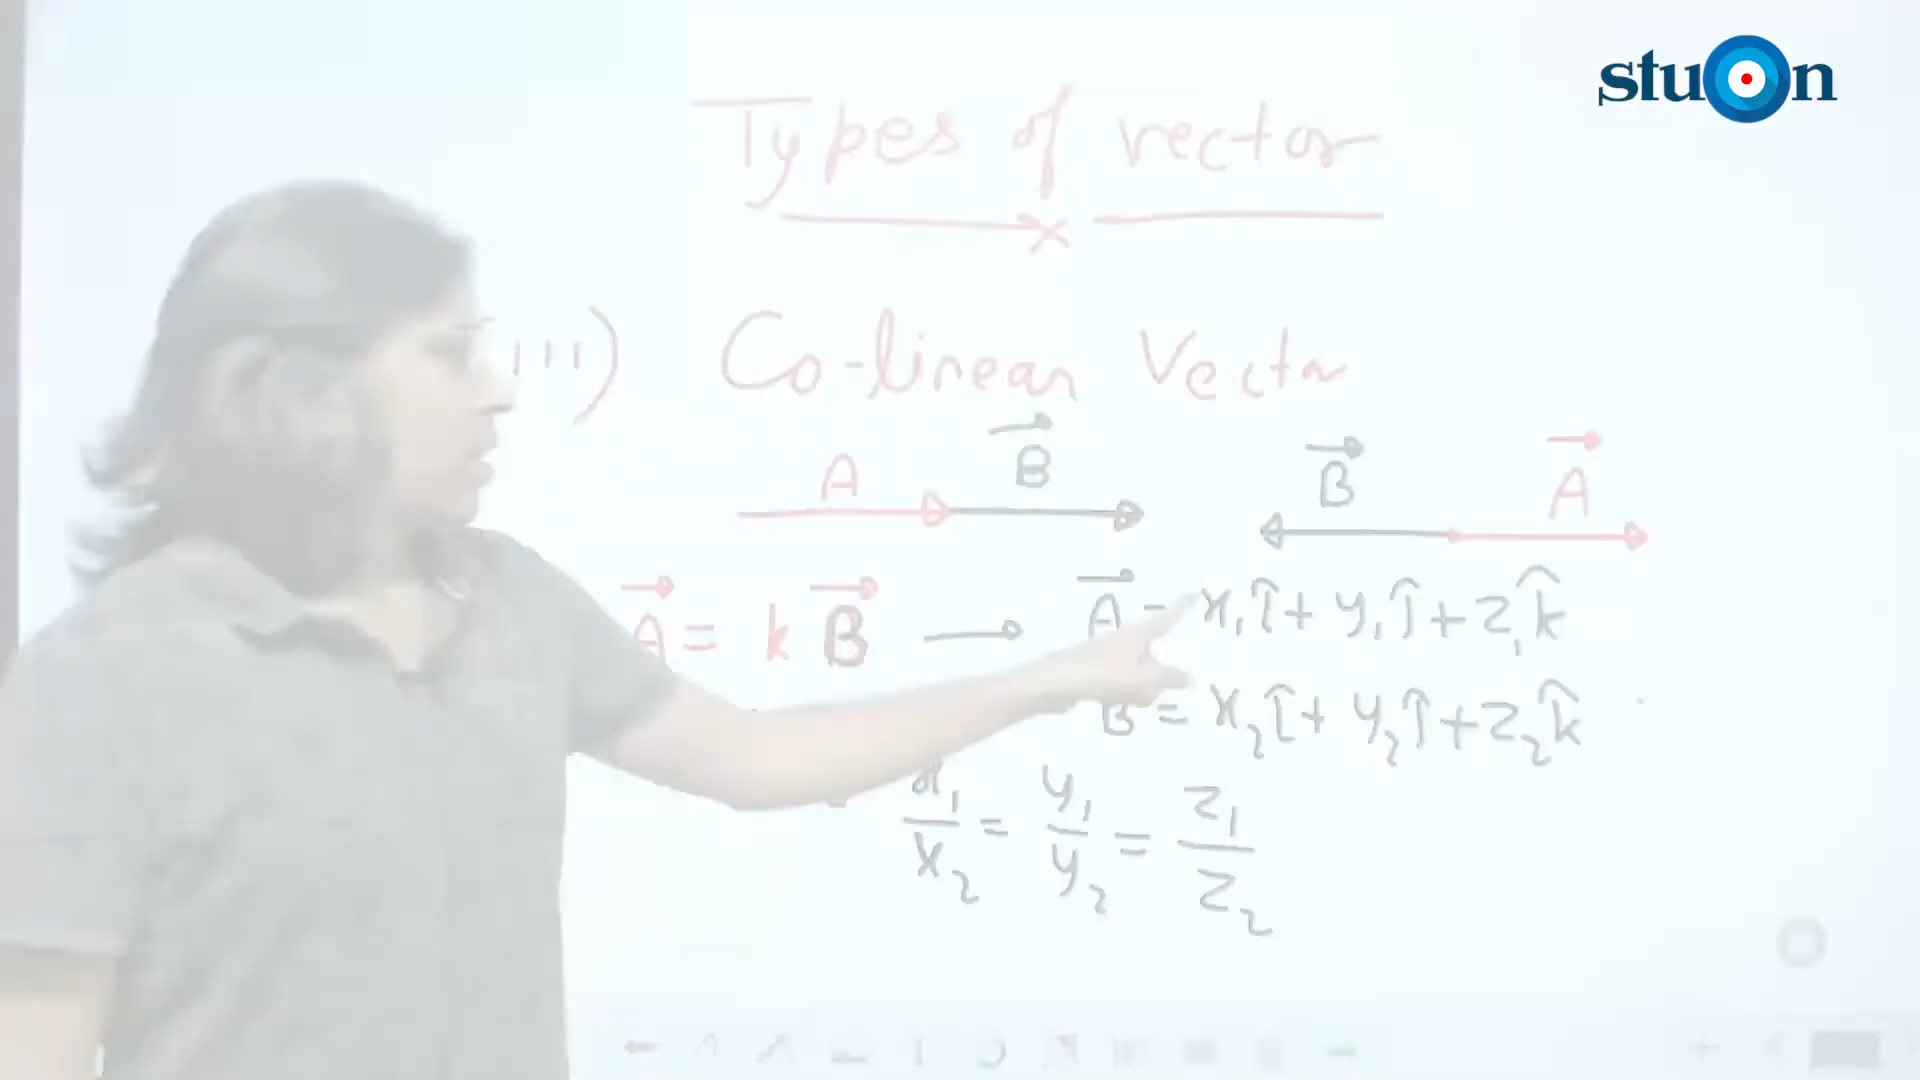 stuOn
Types of vector
III) Co-linear Vector
A B⃗ B⃗ A⃗
A⃗ = k B⃗ → A⃗ = x₁î + y₁ĵ + z₁k̂
B = x₂î + y₂ĵ + z₂k̂
x₁/x₂ = y₁/y₂ = z₁/z₂